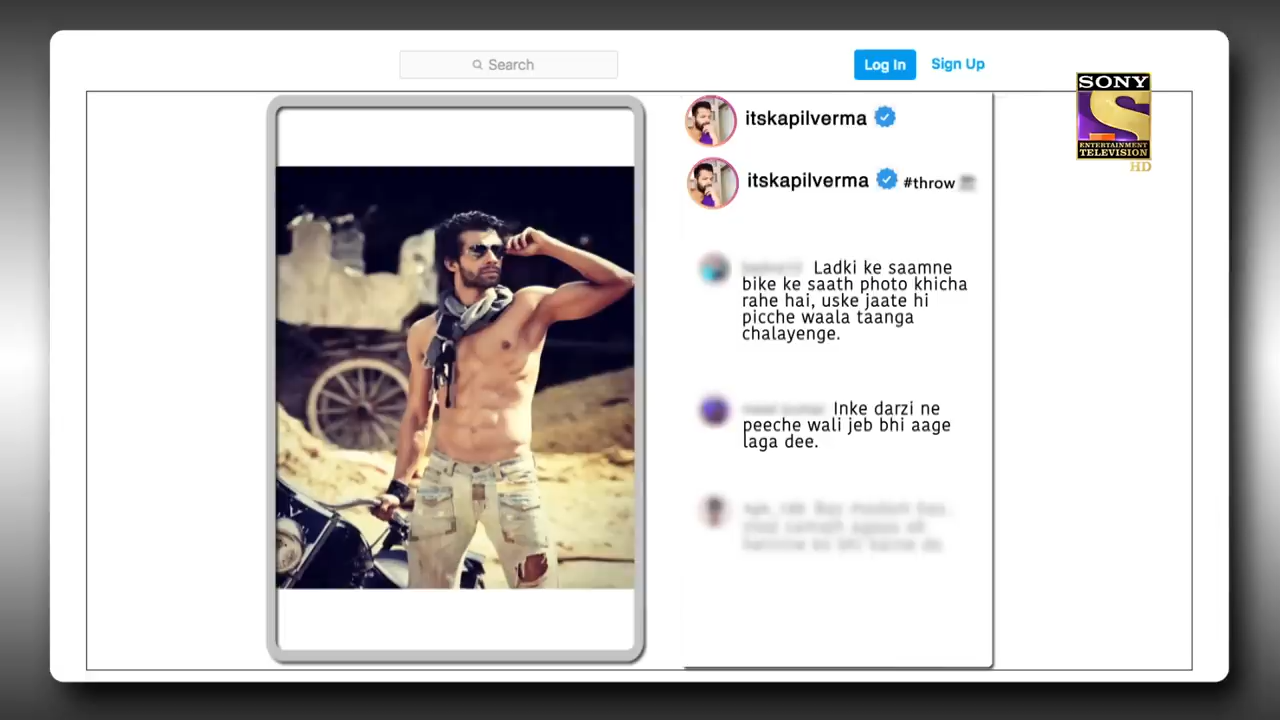 Search
Log In
Sign Up
SONY
ENTERTAINMENT
TELEVISION
HD
itskapilverma
itskapilverma #throw
Ladki ke saamne
bike ke saath photo khicha
rahe hai, uske jaate hi
picche waala taanga
chalayenge.
Inke darzi ne
peeche wali jeb bhi aage
laga dee.